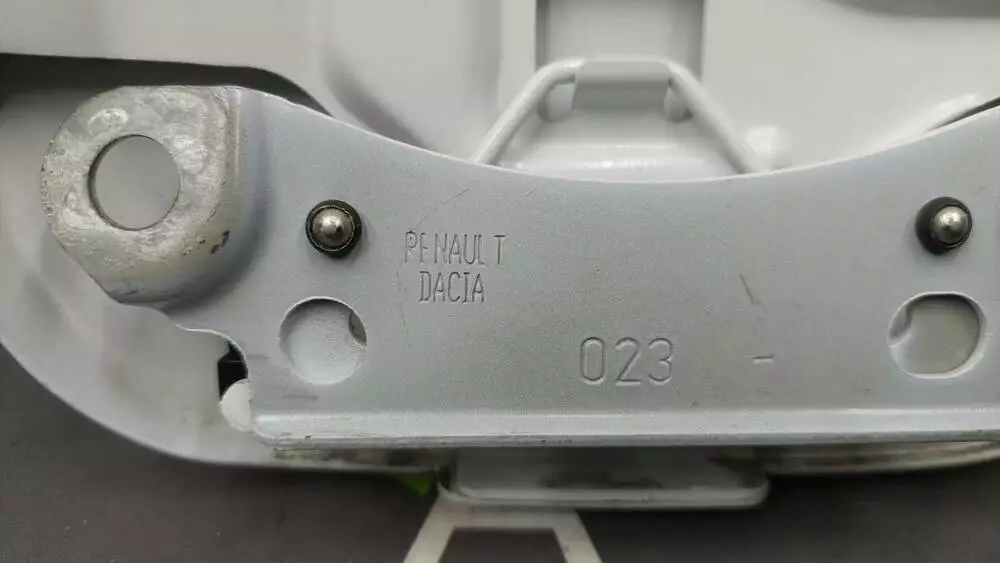 RENAULT
DACIA
023 -